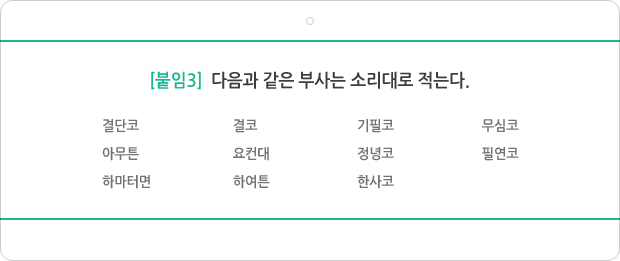 [붙임3] 다음과 같은 부사는 소리대로 적는다.
결단코 결코 기필코 무심코
아무튼 요컨대 정녕코 필연코
하마터면 하여튼 한사코